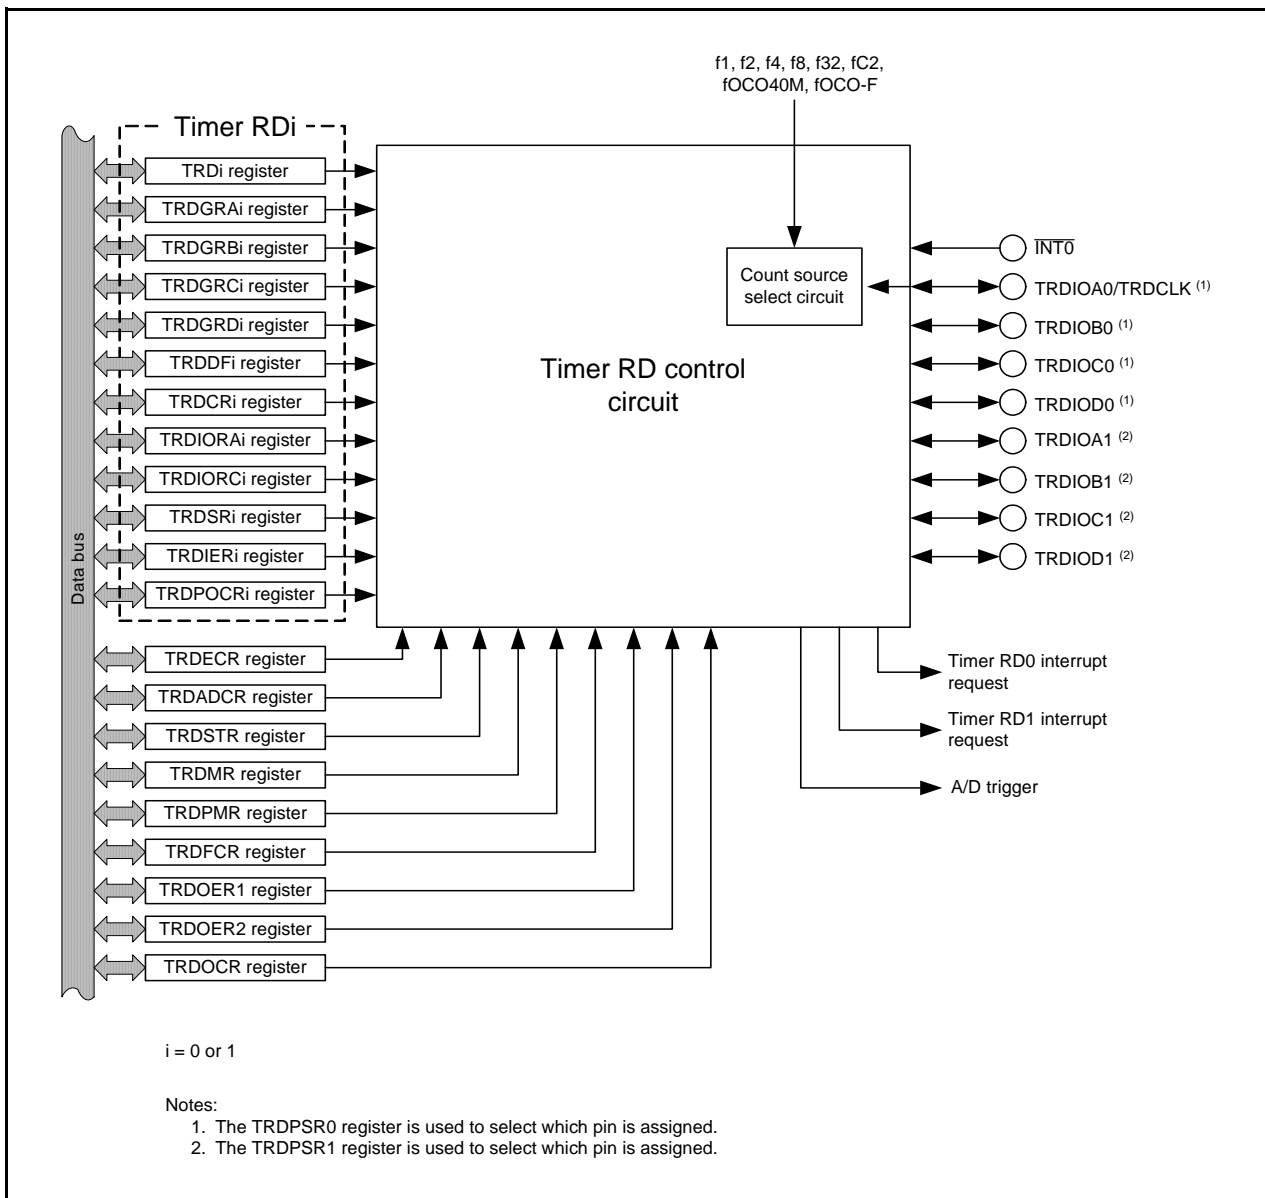 f1, f2, f4, f8, f32, fC2,
fOCO40M, fOCO-F
Timer RDi
TRDi register
TRDGRAi register
TRDGRBi register
TRDGRCi register
TRDGRDi register
TRDDFi register
TRDCRi register
TRDIORAi register
TRDIORCi register
TRDSRi register
TRDIERi register
TRDPOCRi register
Data bus
TRDECR register
TRDADCR register
TRDSTR register
TRDMR register
TRDPMR register
TRDFCR register
TRDOER1 register
TRDOER2 register
TRDOCR register
Count source
select circuit
Timer RD control
circuit
INT0
TRDIOA0/TRDCLK (1)
TRDIOB0 (1)
TRDIOC0 (1)
TRDIOD0 (1)
TRDIOA1 (2)
TRDIOB1 (2)
TRDIOC1 (2)
TRDIOD1 (2)
Timer RD0 interrupt
request
Timer RD1 interrupt
request
A/D trigger
i = 0 or 1
Notes:
1. The TRDPSR0 register is used to select which pin is assigned.
2. The TRDPSR1 register is used to select which pin is assigned.